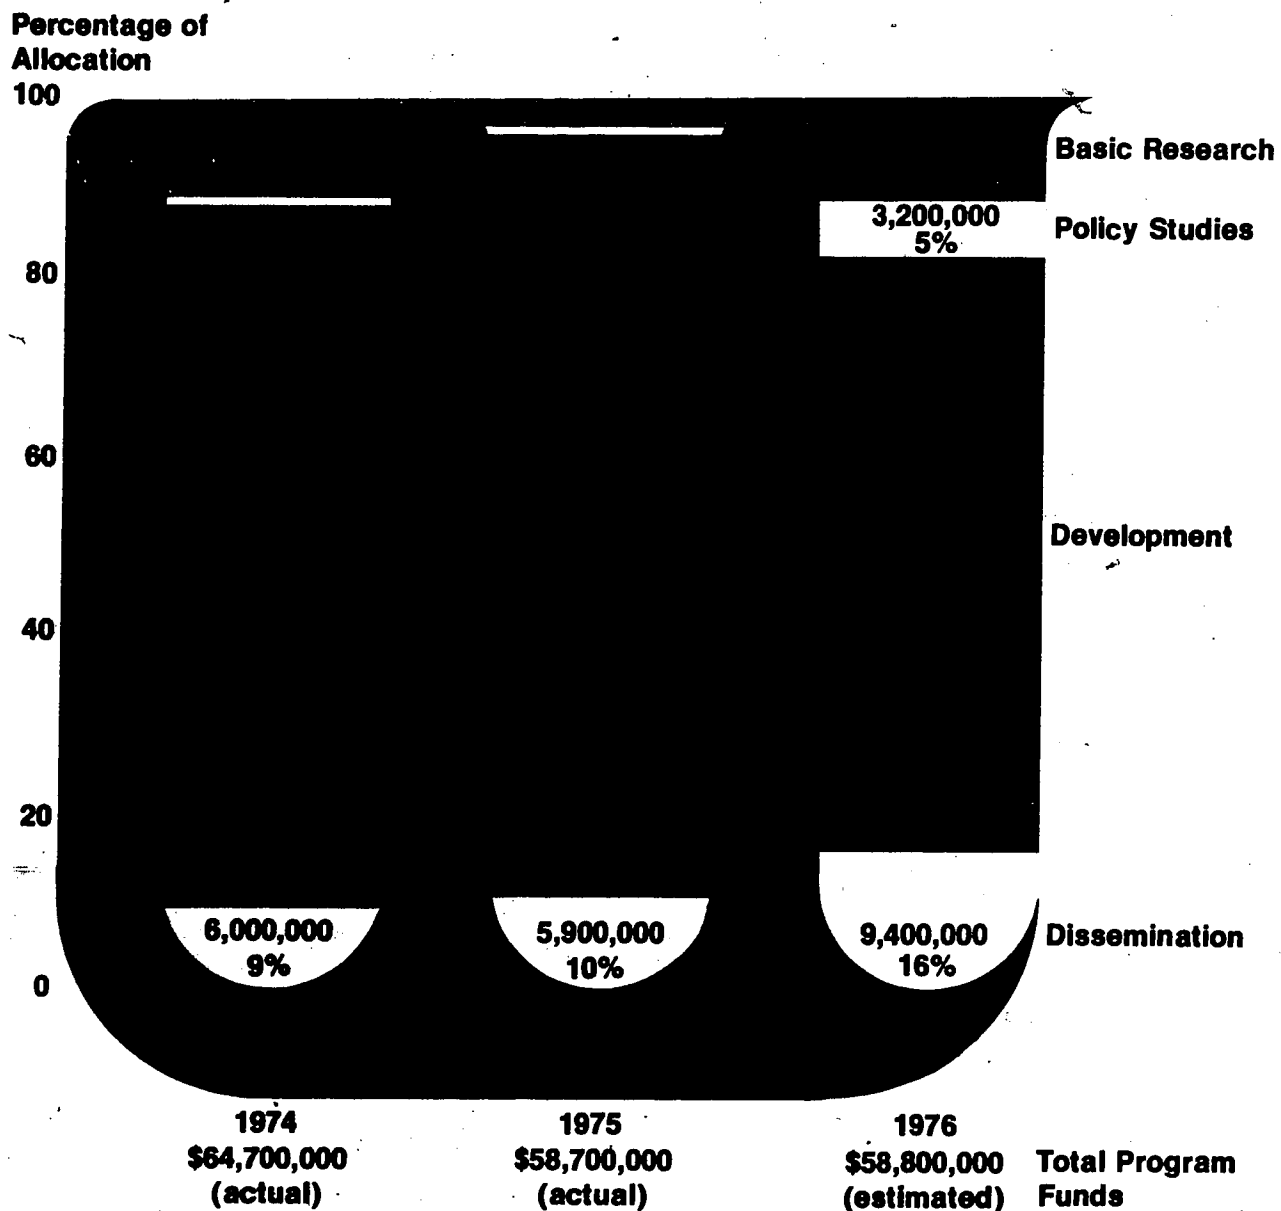 Percentage of
Allocation
100
Basic Research
3,200,000
5%
Policy Studies
80
60
Development
40
20
6,000,000
9%
5,900,000
10%
9,400,000
16%
Dissemination
0
1974
$64,700,000
(actual)
1975
$58,700,000
(actual)
1976
$58,800,000
(estimated)
Total Program
Funds